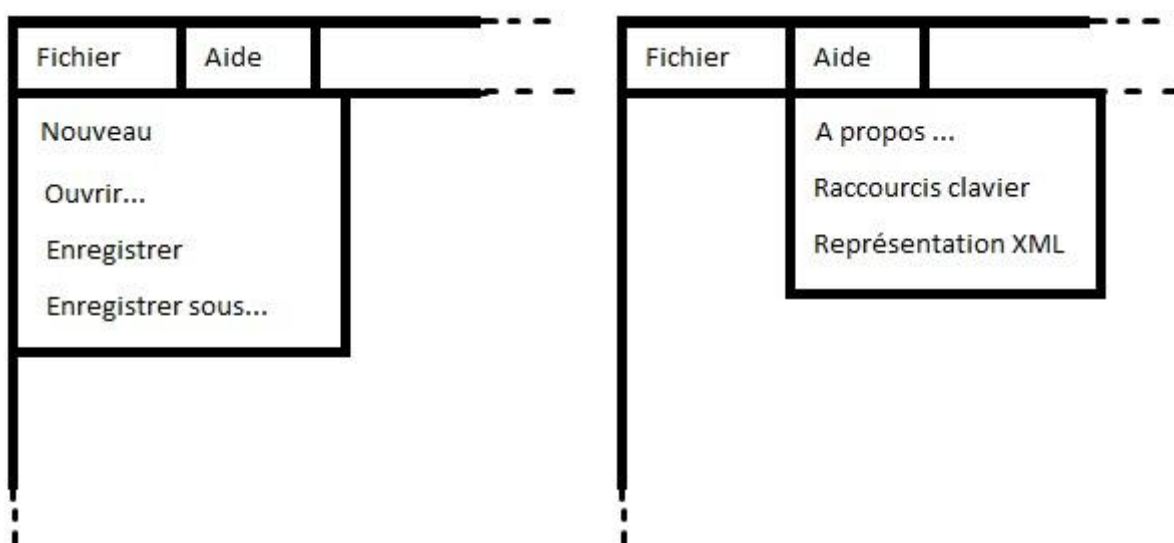 Fichier Aide
Nouveau
Ouvrir...
Enregistrer
Enregistrer sous...
Fichier Aide
A propos ...
Raccourcis clavier
Représentation XML